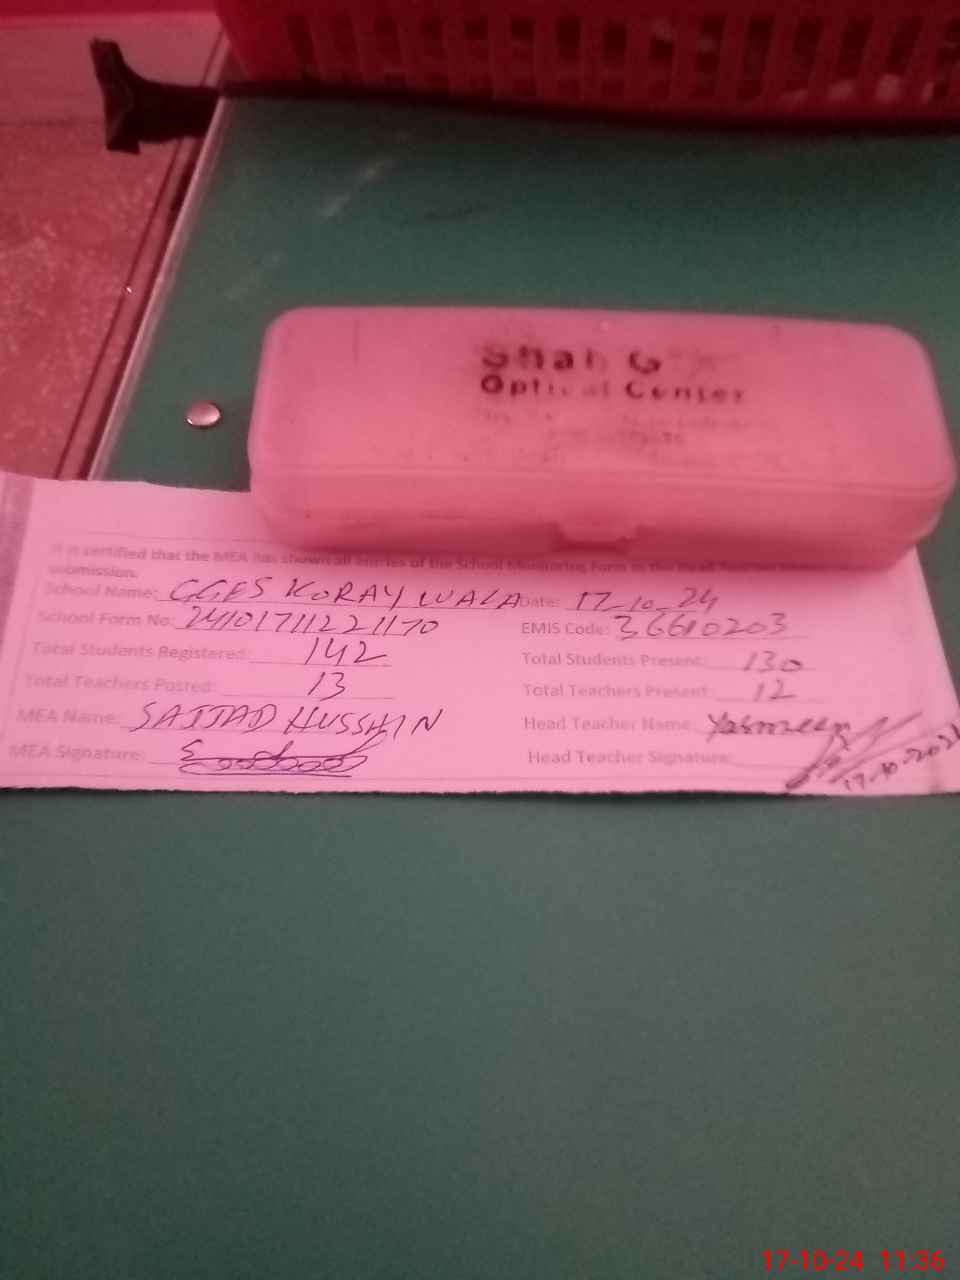 Shah G
Optical Center
It is certified that the MEA has shown all entries of the School Monitoring Form to the Head Teacher
submission.
School Name: GGES KORAY WALA Date: 17-10-24
School Form No: 24101711221170 EMIS Code: 36610203
Total Students Registered: 142 Total Students Present: 130
Total Teachers Posted: 13 Total Teachers Present: 12
MEA Name: SAJJAD HUSSAIN Head Teacher Name: Yasmeen
MEA Signature: Head Teacher Signature:
17-10-2024
17-10-24 11:36